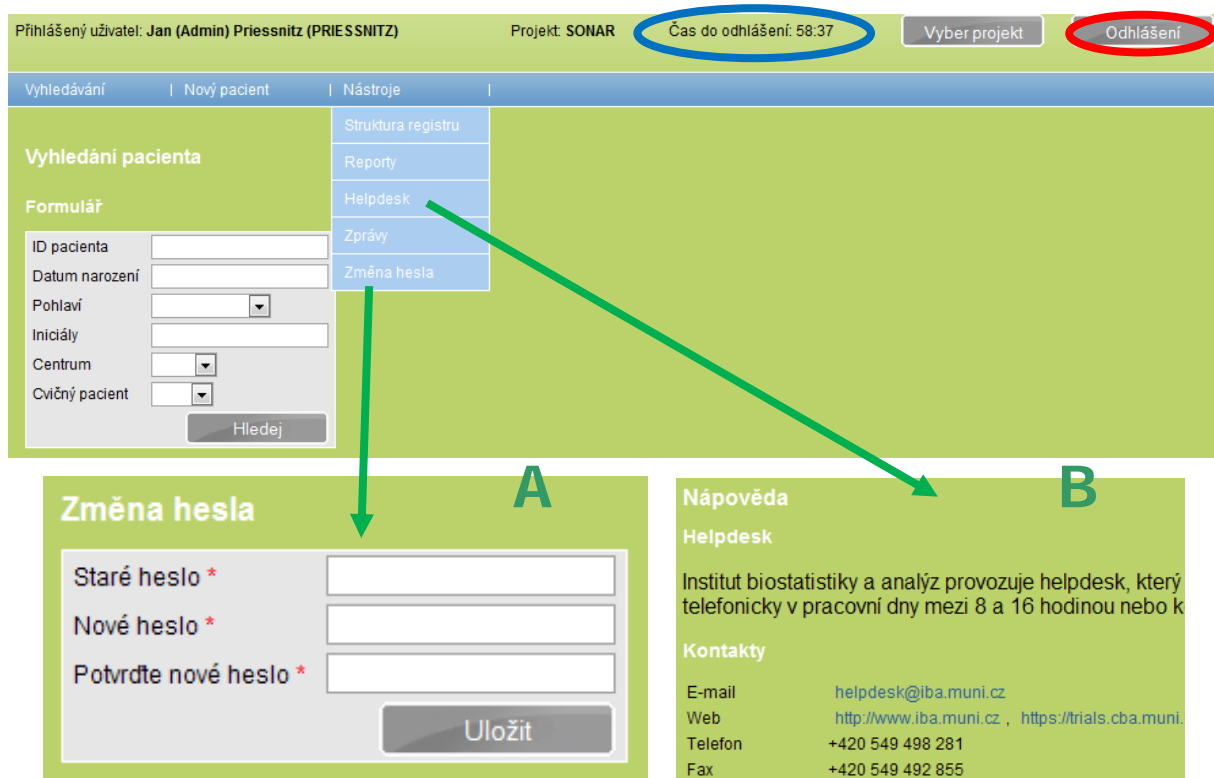 Přihlášený uživatel: Jan (Admin) Priessnitz (PRIESSNITZ) Projekt: SONAR Čas do odhlášení: 58:37 Vyber projekt Odhlášení
Vyhledávání | Nový pacient | Nástroje |
Struktura registru
Reporty
Helpdesk
Zprávy
Změna hesla
Vyhledání pacienta
Formulář
ID pacienta
Datum narození
Pohlaví
Iniciály
Centrum
Cvičný pacient
Hledej
A
Změna hesla
Staré heslo *
Nové heslo *
Potvrďte nové heslo *
Uložit
B
Nápověda
Helpdesk
Institut biostatistiky a analýz provozuje helpdesk, který
telefonicky v pracovní dny mezi 8 a 16 hodinou nebo k
Kontakty
E-mail helpdesk@iba.muni.cz
Web http://www.iba.muni.cz , https://trials.cba.muni.
Telefon +420 549 498 281
Fax +420 549 492 855